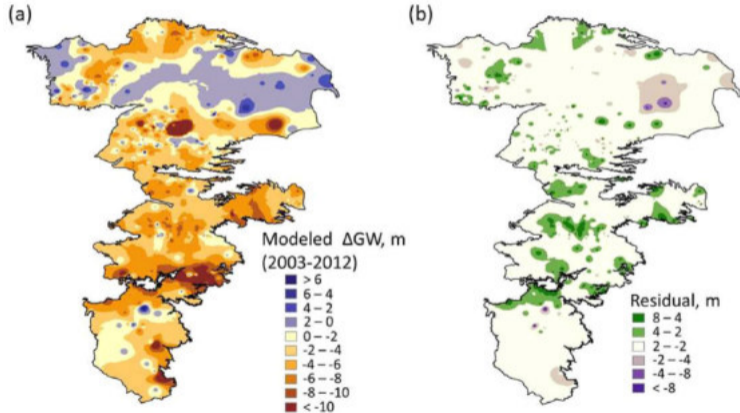 (a)
(b)
Modeled ΔGW, m
(2003-2012)
> 6
6 – 4
4 – 2
2 – 0
0 – -2
-2 – -4
-4 – -6
-6 – -8
-8 – -10
< -10
Residual, m
8 – 4
4 – 2
2 – -2
-2 – -4
-4 – -8
< -8